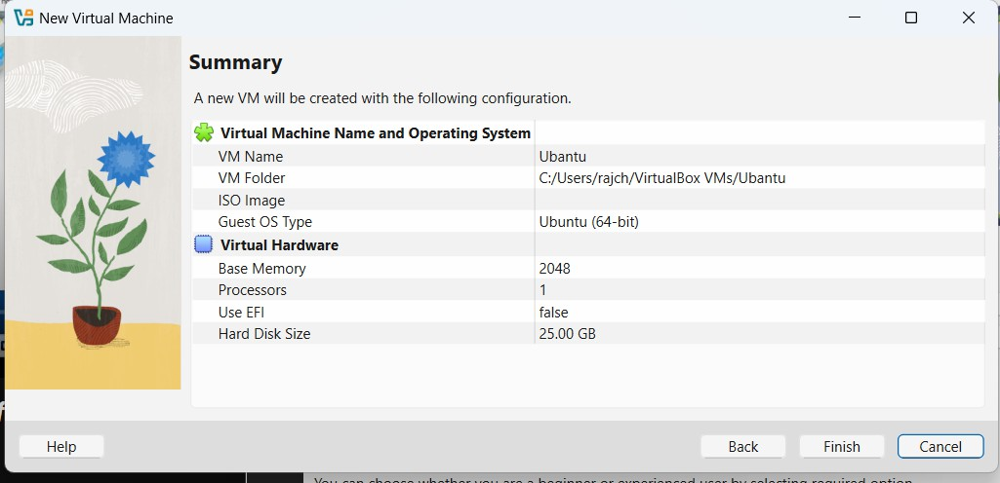 New Virtual Machine
Summary
A new VM will be created with the following configuration.
Virtual Machine Name and Operating System
VM Name Ubantu
VM Folder C:/Users/rajch/VirtualBox VMs/Ubantu
ISO Image
Guest OS Type Ubuntu (64-bit)
Virtual Hardware
Base Memory 2048
Processors 1
Use EFI false
Hard Disk Size 25.00 GB
Help Back Finish Cancel
You can choose whether you are a beginner or experienced user by selecting required option